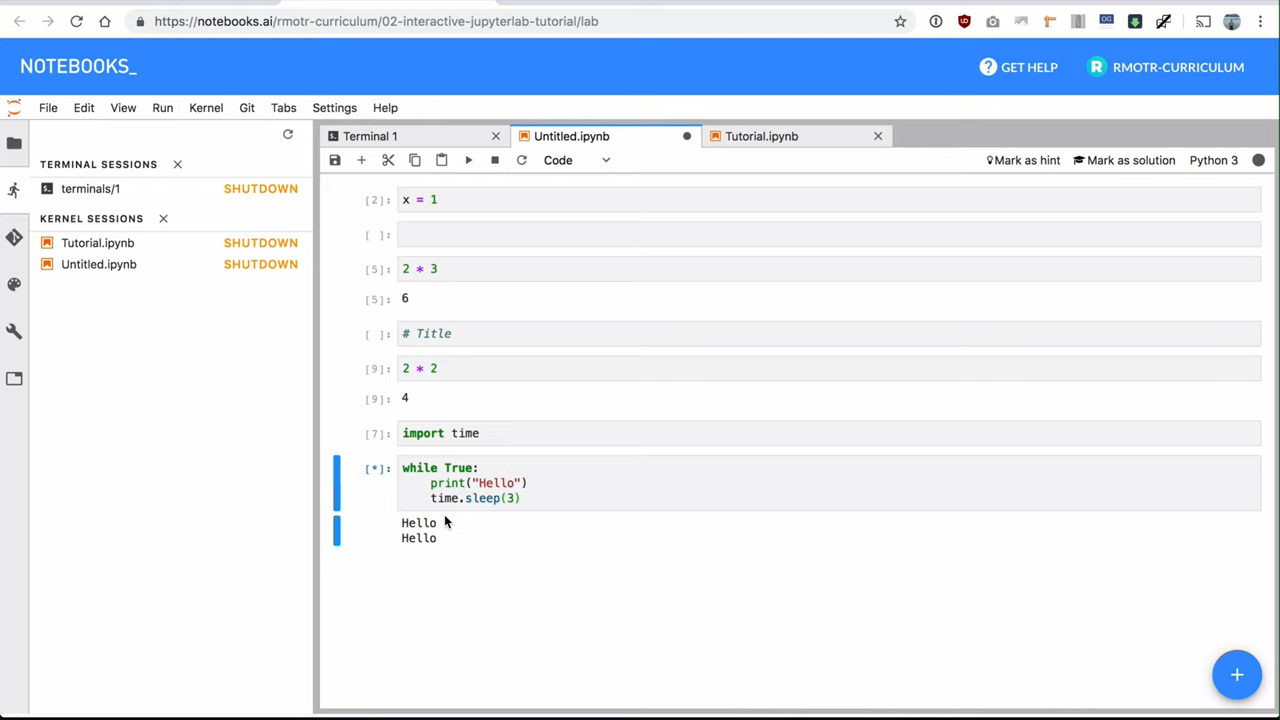 https://notebooks.ai/rmotr-curriculum/02-interactive-jupyterlab-tutorial/lab
NOTEBOOKS_
? GET HELP
R RMOTR-CURRICULUM
File Edit View Run Kernel Git Tabs Settings Help
TERMINAL SESSIONS
terminals/1 SHUTDOWN
KERNEL SESSIONS
Tutorial.ipynb SHUTDOWN
Untitled.ipynb SHUTDOWN
Terminal 1
Untitled.ipynb
Tutorial.ipynb
Code
Mark as hint
Mark as solution
Python 3
[2]: x = 1
[ ]:
[5]: 2 * 3
[5]: 6
[ ]: # Title
[9]: 2 * 2
[9]: 4
[7]: import time
[*]: while True:
print("Hello")
time.sleep(3)
Hello
Hello